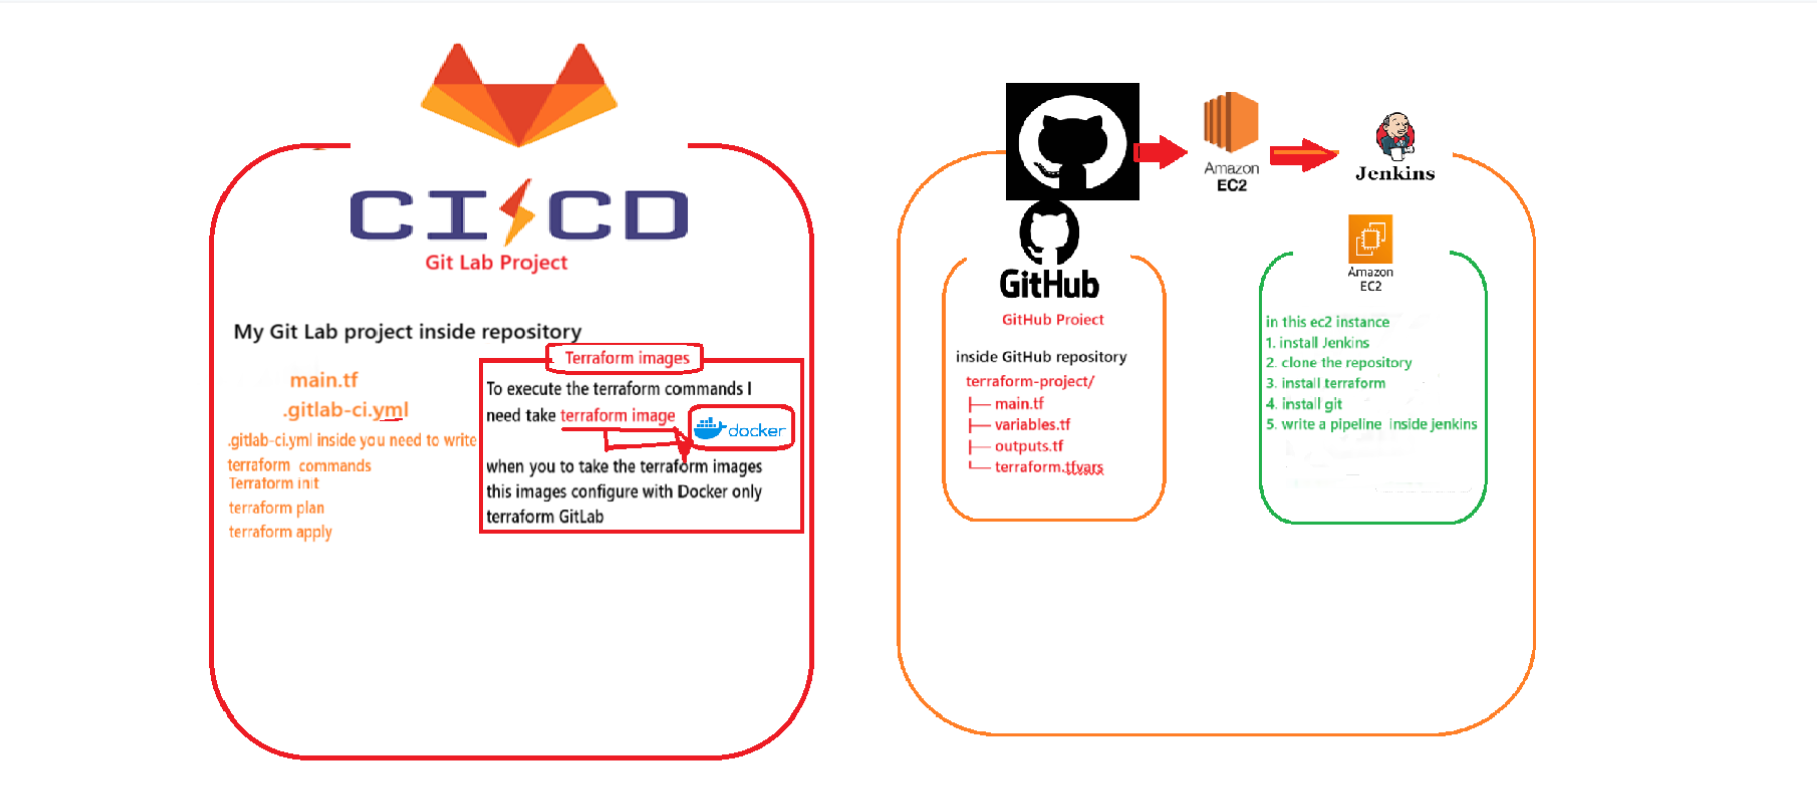 CI CD
Git Lab Project
My Git Lab project inside repository
main.tf
.gitlab-ci.yml
.gitlab-ci.yml inside you need to write
terraform commands
Terraform init
terraform plan
terraform apply
Terraform images
To execute the terraform commands I
need take terraform image
docker
when you to take the terraform images
this images configure with Docker only
terraform GitLab
Amazon
EC2
Jenkins
GitHub
GitHub Project
inside GitHub repository
terraform-project/
├── main.tf
├── variables.tf
├── outputs.tf
└── terraform.tfvars
Amazon
EC2
in this ec2 instance
1. install Jenkins
2. clone the repository
3. install terraform
4. install git
5. write a pipeline inside jenkins